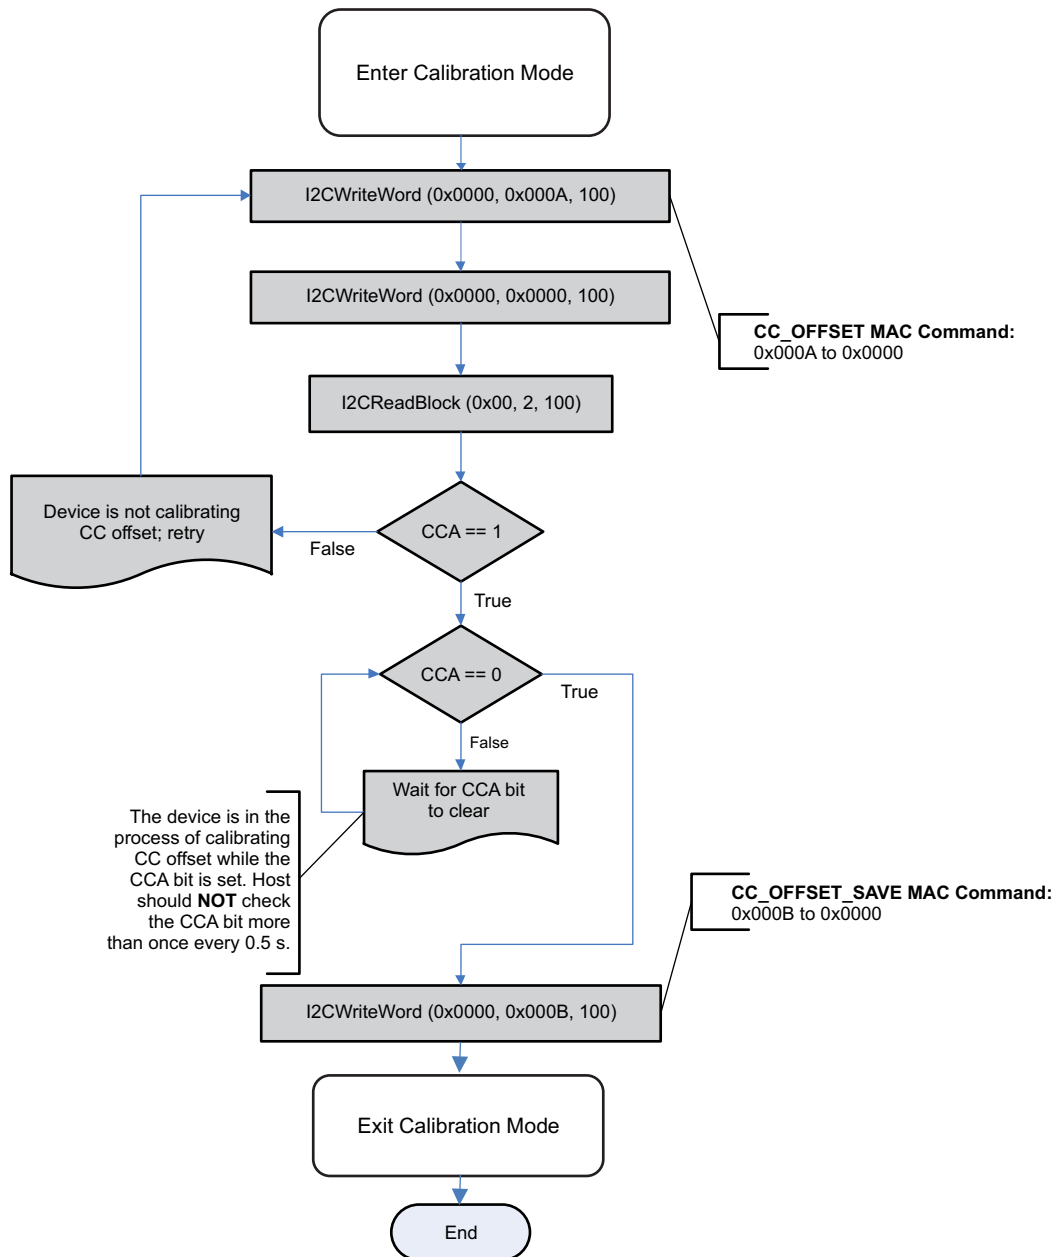 Enter Calibration Mode
I2CWriteWord (0x0000, 0x000A, 100)
I2CWriteWord (0x0000, 0x0000, 100)
CC_OFFSET MAC Command:
0x000A to 0x0000
I2CReadBlock (0x00, 2, 100)
Device is not calibrating
CC offset; retry
CCA == 1
False
True
CCA == 0
True
False
Wait for CCA bit
to clear
The device is in the
process of calibrating
CC offset while the
CCA bit is set. Host
should NOT check
the CCA bit more
than once every 0.5 s.
CC_OFFSET_SAVE MAC Command:
0x000B to 0x0000
I2CWriteWord (0x0000, 0x000B, 100)
Exit Calibration Mode
End